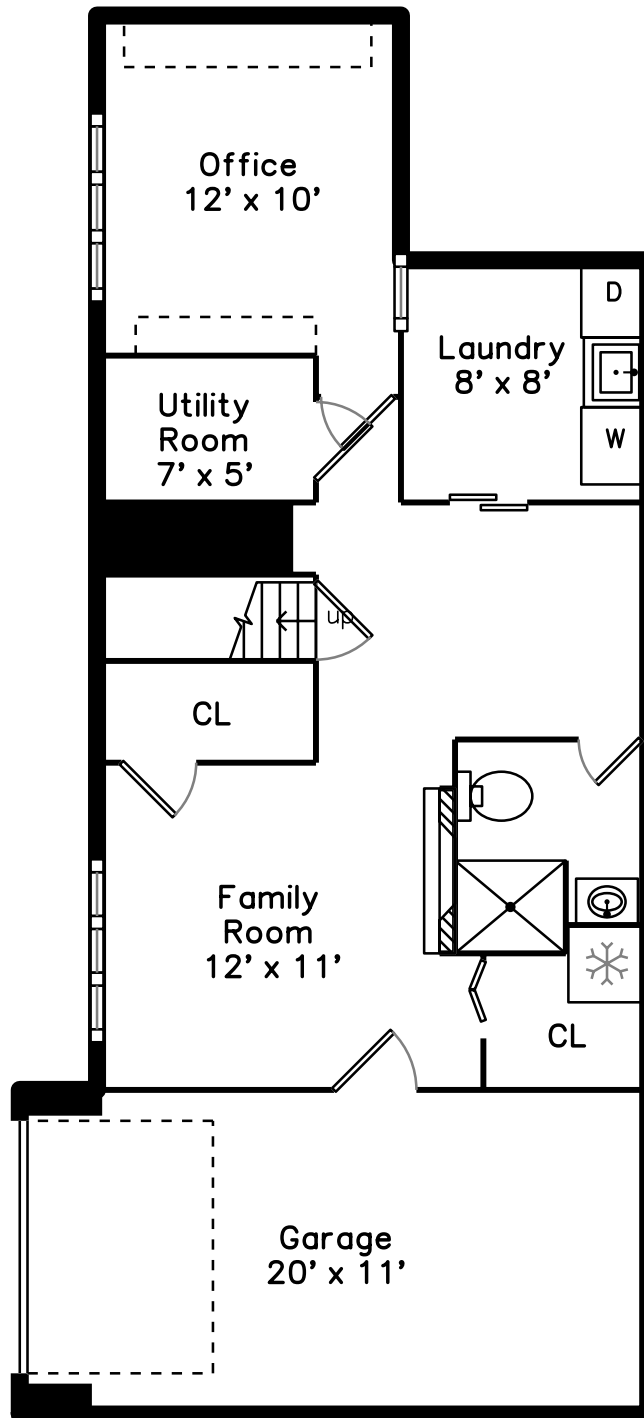 Office
12' x 10'
D
Laundry
8' x 8'
W
Utility
Room
7' x 5'
up
CL
Family
Room
12' x 11'
CL
Garage
20' x 11'